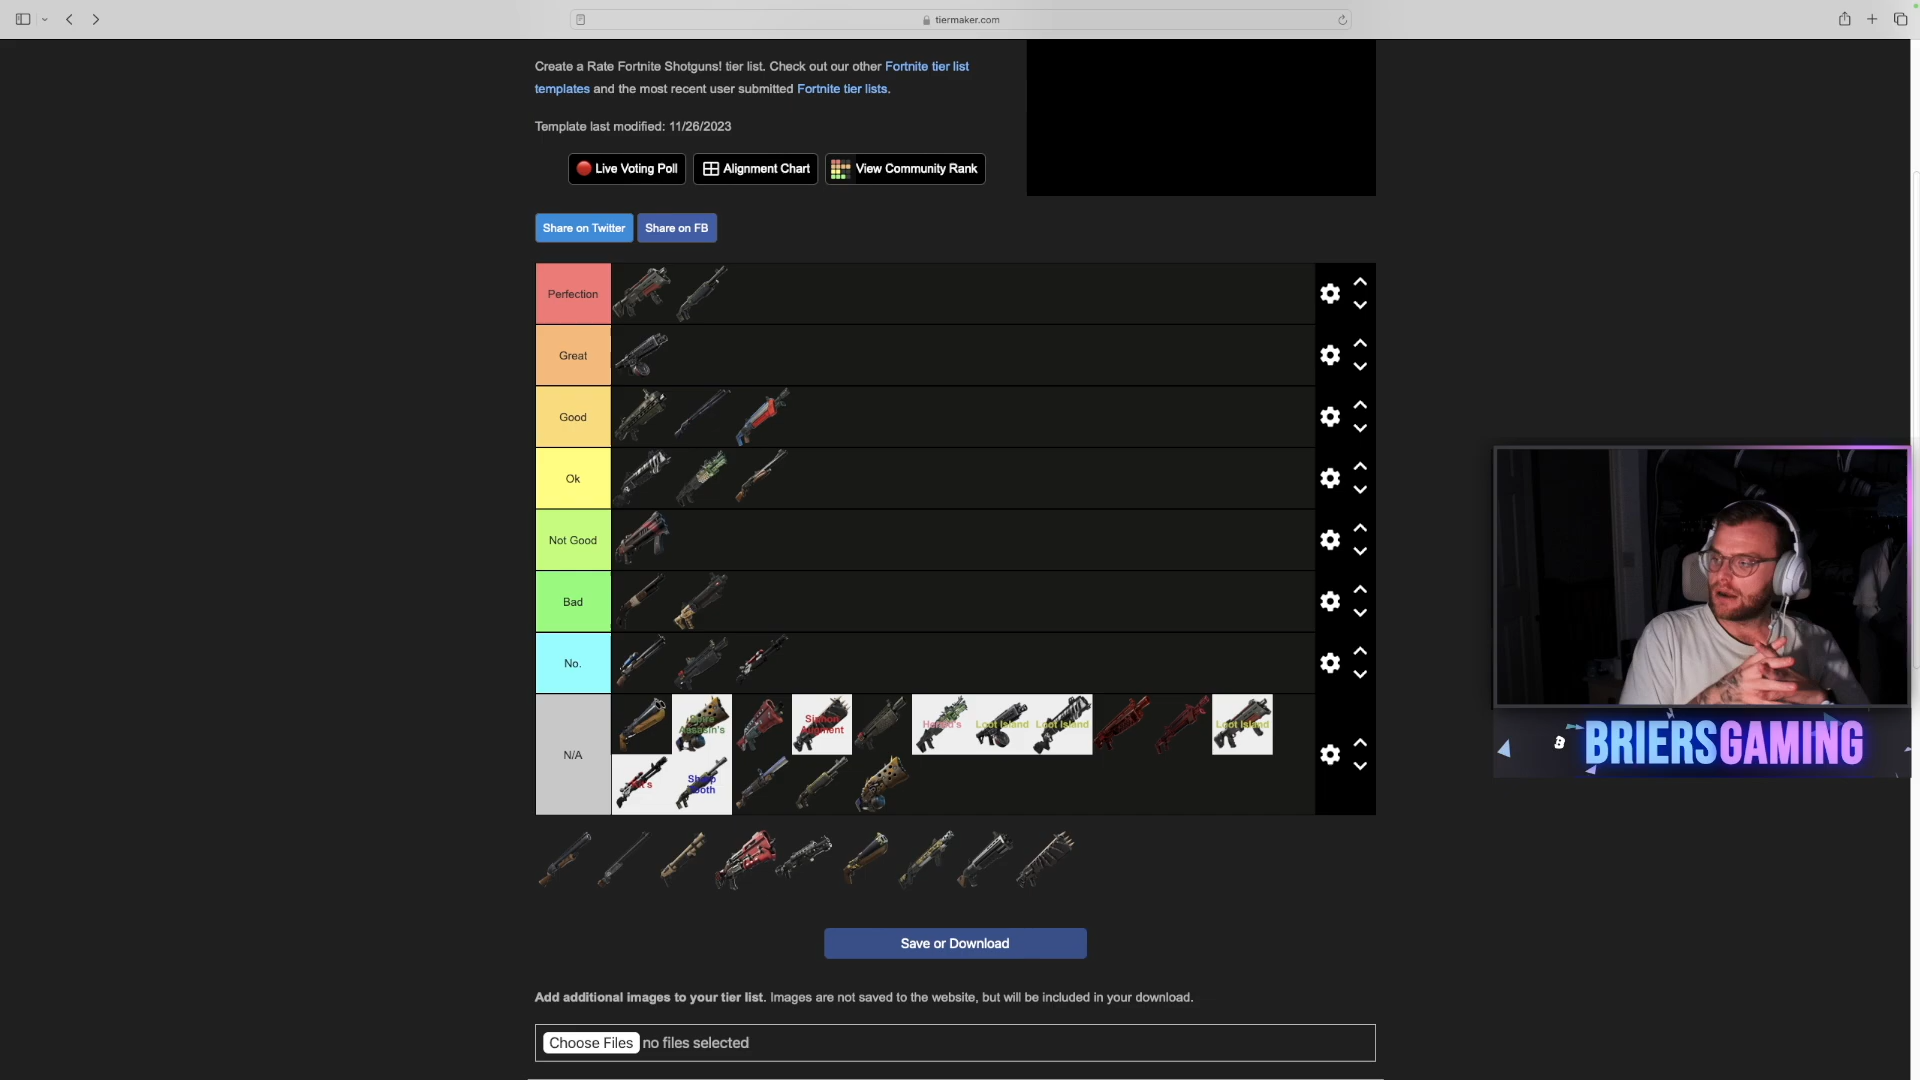 tiermaker.com
Create a Rate Fortnite Shotguns! tier list. Check out our other Fortnite tier list
templates and the most recent user submitted Fortnite tier lists.
Template last modified: 11/26/2023
Live Voting Poll
Alignment Chart
View Community Rank
Share on Twitter
Share on FB
Perfection
Great
Good
Ok
Not Good
Bad
No.
N/A
Assassin's
Siphon
Augment
Loot Island
Loot Island
Loot Island
Tooth
BRIERSGAMING
Save or Download
Add additional images to your tier list. Images are not saved to the website, but will be included in your download.
Choose Files no files selected